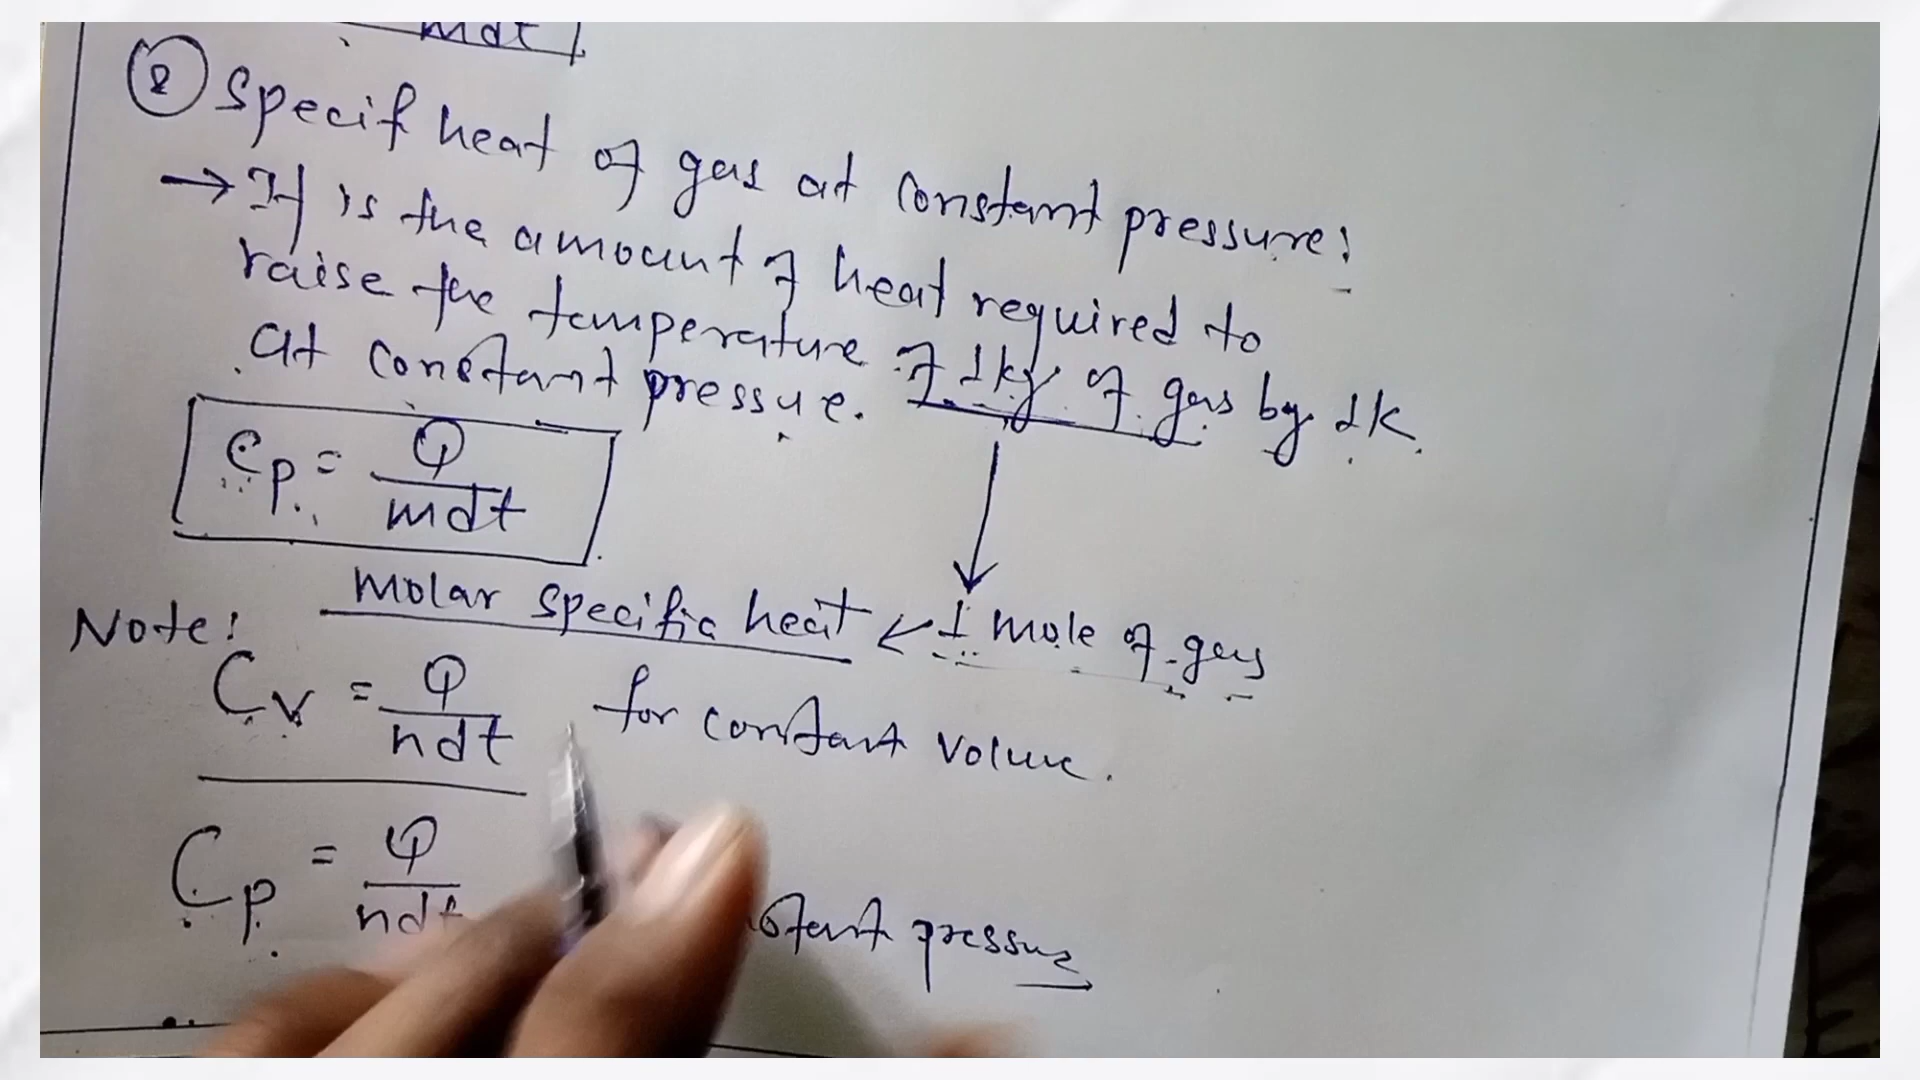 mdt
② Specif heat of gas at constant pressure:
→ It is the amount of heat required to
raise the temperature of 1kg of gas by 1K
at constant pressure.
Cp = Q/mdt
Molar specific heat ← 1 mole of gas
Note:
Cv = Q/ndt for constant volume.
Cp = Q/ndt pressure